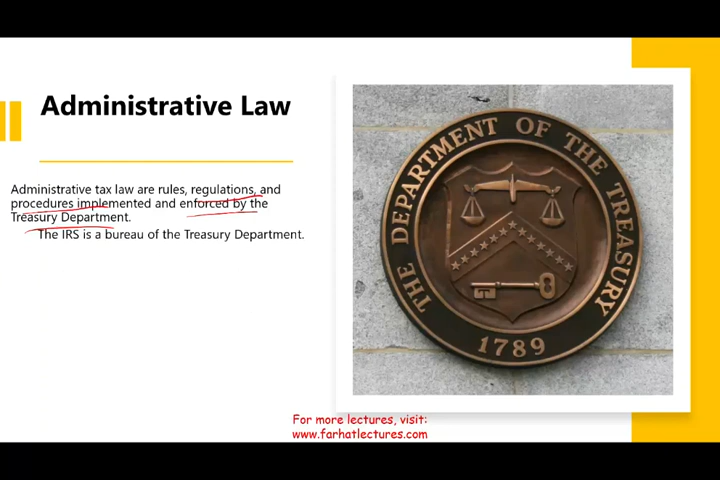 Administrative Law
Administrative tax law are rules, regulations, and
procedures implemented and enforced by the
Treasury Department.
The IRS is a bureau of the Treasury Department.
THE DEPARTMENT OF THE TREASURY
1789
For more lectures, visit:
www.farhatlectures.com